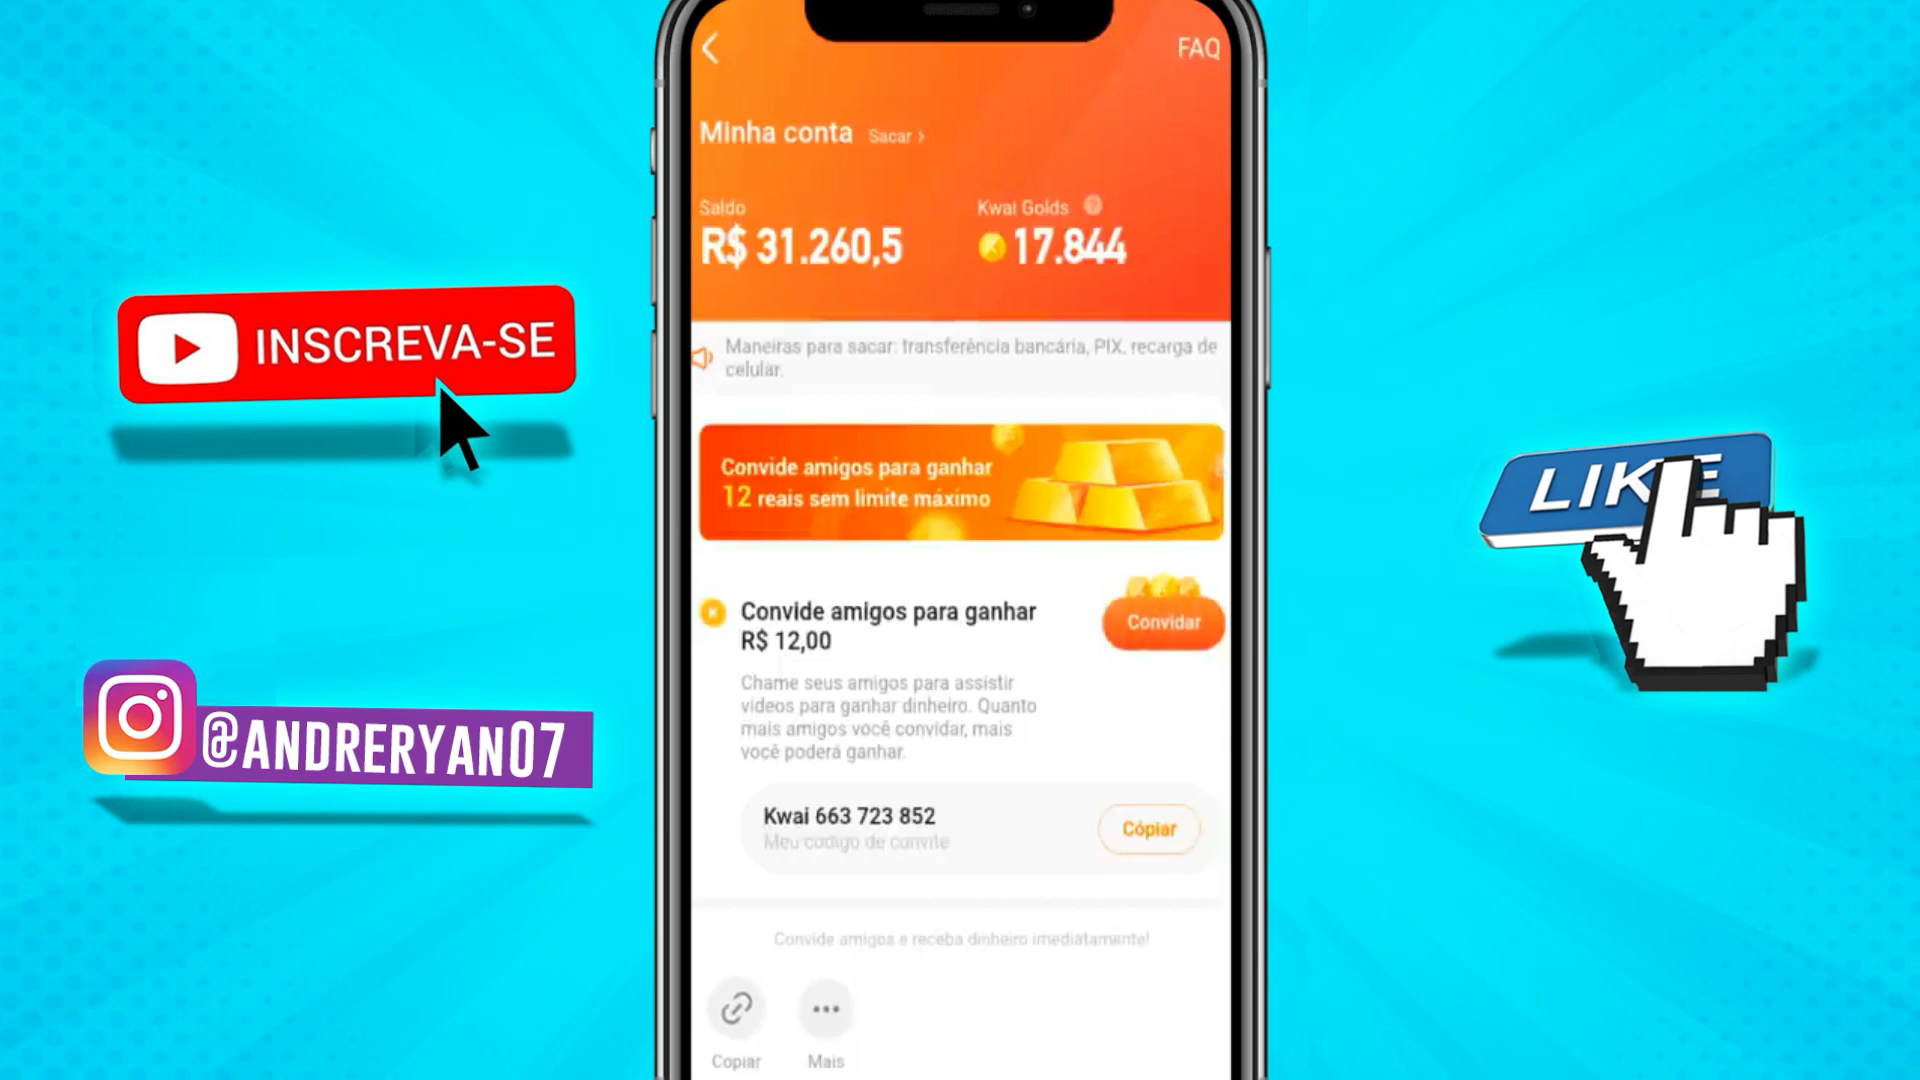 FAQ
Minha conta Sacar >
Saldo
R$ 31.260,5
Kwai Golds
17.844
Maneiras para sacar: transferência bancária, PIX, recarga de
celular.
Convide amigos para ganhar
12 reais sem limite máximo
Convide amigos para ganhar
R$ 12,00
Convidar
Chame seus amigos para assistir
vídeos para ganhar dinheiro. Quanto
mais amigos você convidar, mais
você poderá ganhar.
Kwai 663 723 852
Meu código de convite
Copiar
Convide amigos e receba dinheiro imediatamente!
Copiar
Mais
INSCREVA-SE
@ANDRERYAN07
LIKE